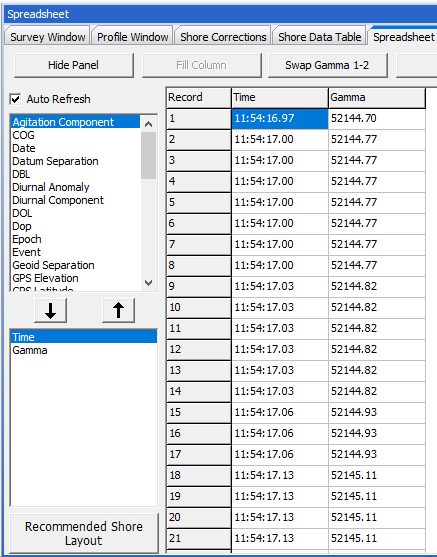 Spreadsheet
Survey Window Profile Window Shore Corrections Shore Data Table Spreadsheet
Hide Panel Fill Column Swap Gamma 1-2
Auto Refresh
Agitation Component
COG
Date
Datum Separation
DBL
Diurnal Anomaly
Diurnal Component
DOL
Dop
Epoch
Event
Geoid Separation
GPS Elevation
GPS Latitude
Time
Gamma
Recommended Shore
Layout
Record Time Gamma
1 11:54:16.97 52144.70
2 11:54:17.00 52144.77
3 11:54:17.00 52144.77
4 11:54:17.00 52144.77
5 11:54:17.00 52144.77
6 11:54:17.00 52144.77
7 11:54:17.00 52144.77
8 11:54:17.00 52144.77
9 11:54:17.03 52144.82
10 11:54:17.03 52144.82
11 11:54:17.03 52144.82
12 11:54:17.03 52144.82
13 11:54:17.03 52144.82
14 11:54:17.03 52144.82
15 11:54:17.06 52144.93
16 11:54:17.06 52144.93
17 11:54:17.06 52144.93
18 11:54:17.13 52145.11
19 11:54:17.13 52145.11
20 11:54:17.13 52145.11
21 11:54:17.13 52145.11